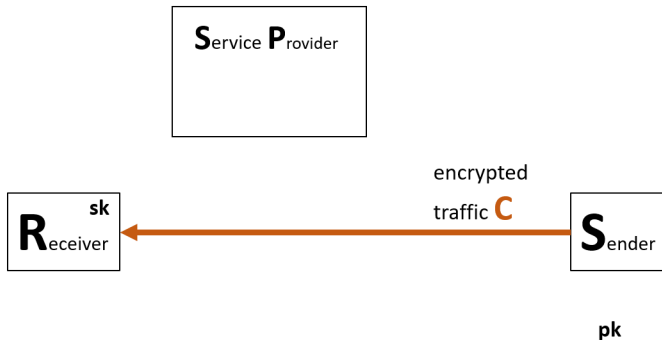 Service Provider
encrypted
traffic C
sk
Receiver
Sender
pk